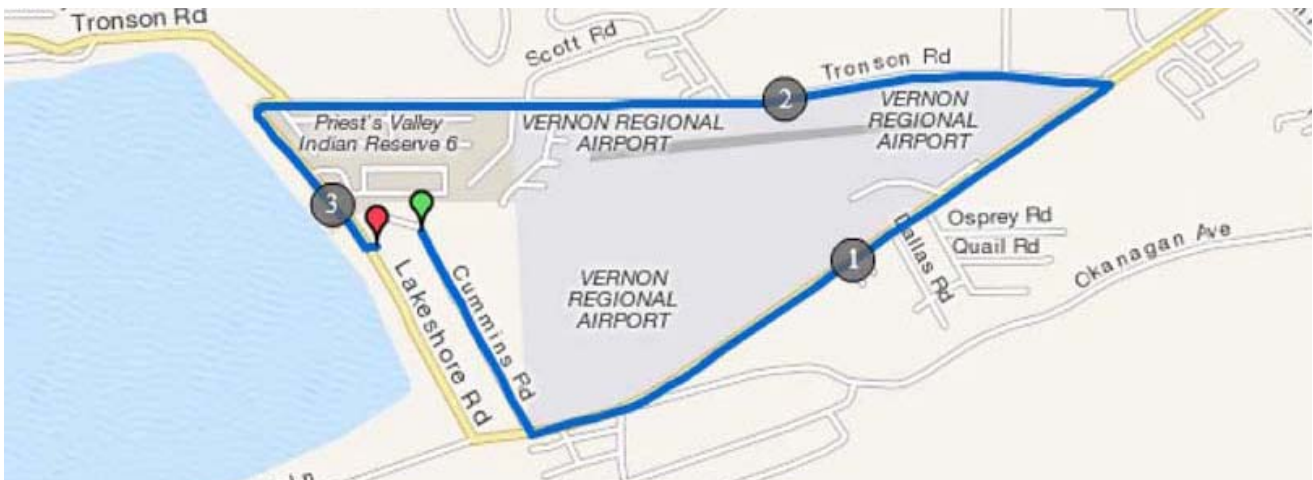 Tronson Rd
Scott Rd
Tronson Rd
2
VERNON
REGIONAL
AIRPORT
Priest's Valley
Indian Reserve 6
VERNON REGIONAL
AIRPORT
3
Osprey Rd
Quail Rd
Dallas Rd
Okanagan Ave
1
VERNON
REGIONAL
AIRPORT
Cummins Rd
Lakeshore Rd
Ln